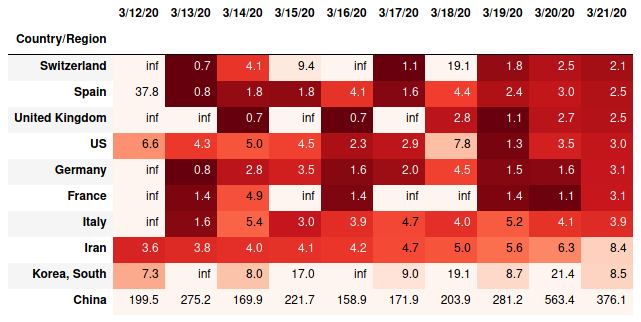 3/12/20 3/13/20 3/14/20 3/15/20 3/16/20 3/17/20 3/18/20 3/19/20 3/20/20 3/21/20
Country/Region
Switzerland inf 0.7 4.1 9.4 inf 1.1 19.1 1.8 2.5 2.1
Spain 37.8 0.8 1.8 1.8 4.1 1.6 4.4 2.4 3.0 2.5
United Kingdom inf inf 0.7 inf 0.7 inf 2.8 1.1 2.7 2.5
US 6.6 4.3 5.0 4.5 2.3 2.9 7.8 1.3 3.5 3.0
Germany inf 0.8 2.8 3.5 1.6 2.0 4.5 1.5 1.6 3.1
France inf 1.4 4.9 inf 1.4 inf inf 1.4 1.1 3.1
Italy inf 1.6 5.4 3.0 3.9 4.7 4.0 5.2 4.1 3.9
Iran 3.6 3.8 4.0 4.1 4.2 4.7 5.0 5.6 6.3 8.4
Korea, South 7.3 inf 8.0 17.0 inf 9.0 19.1 8.7 21.4 8.5
China 199.5 275.2 169.9 221.7 158.9 171.9 203.9 281.2 563.4 376.1